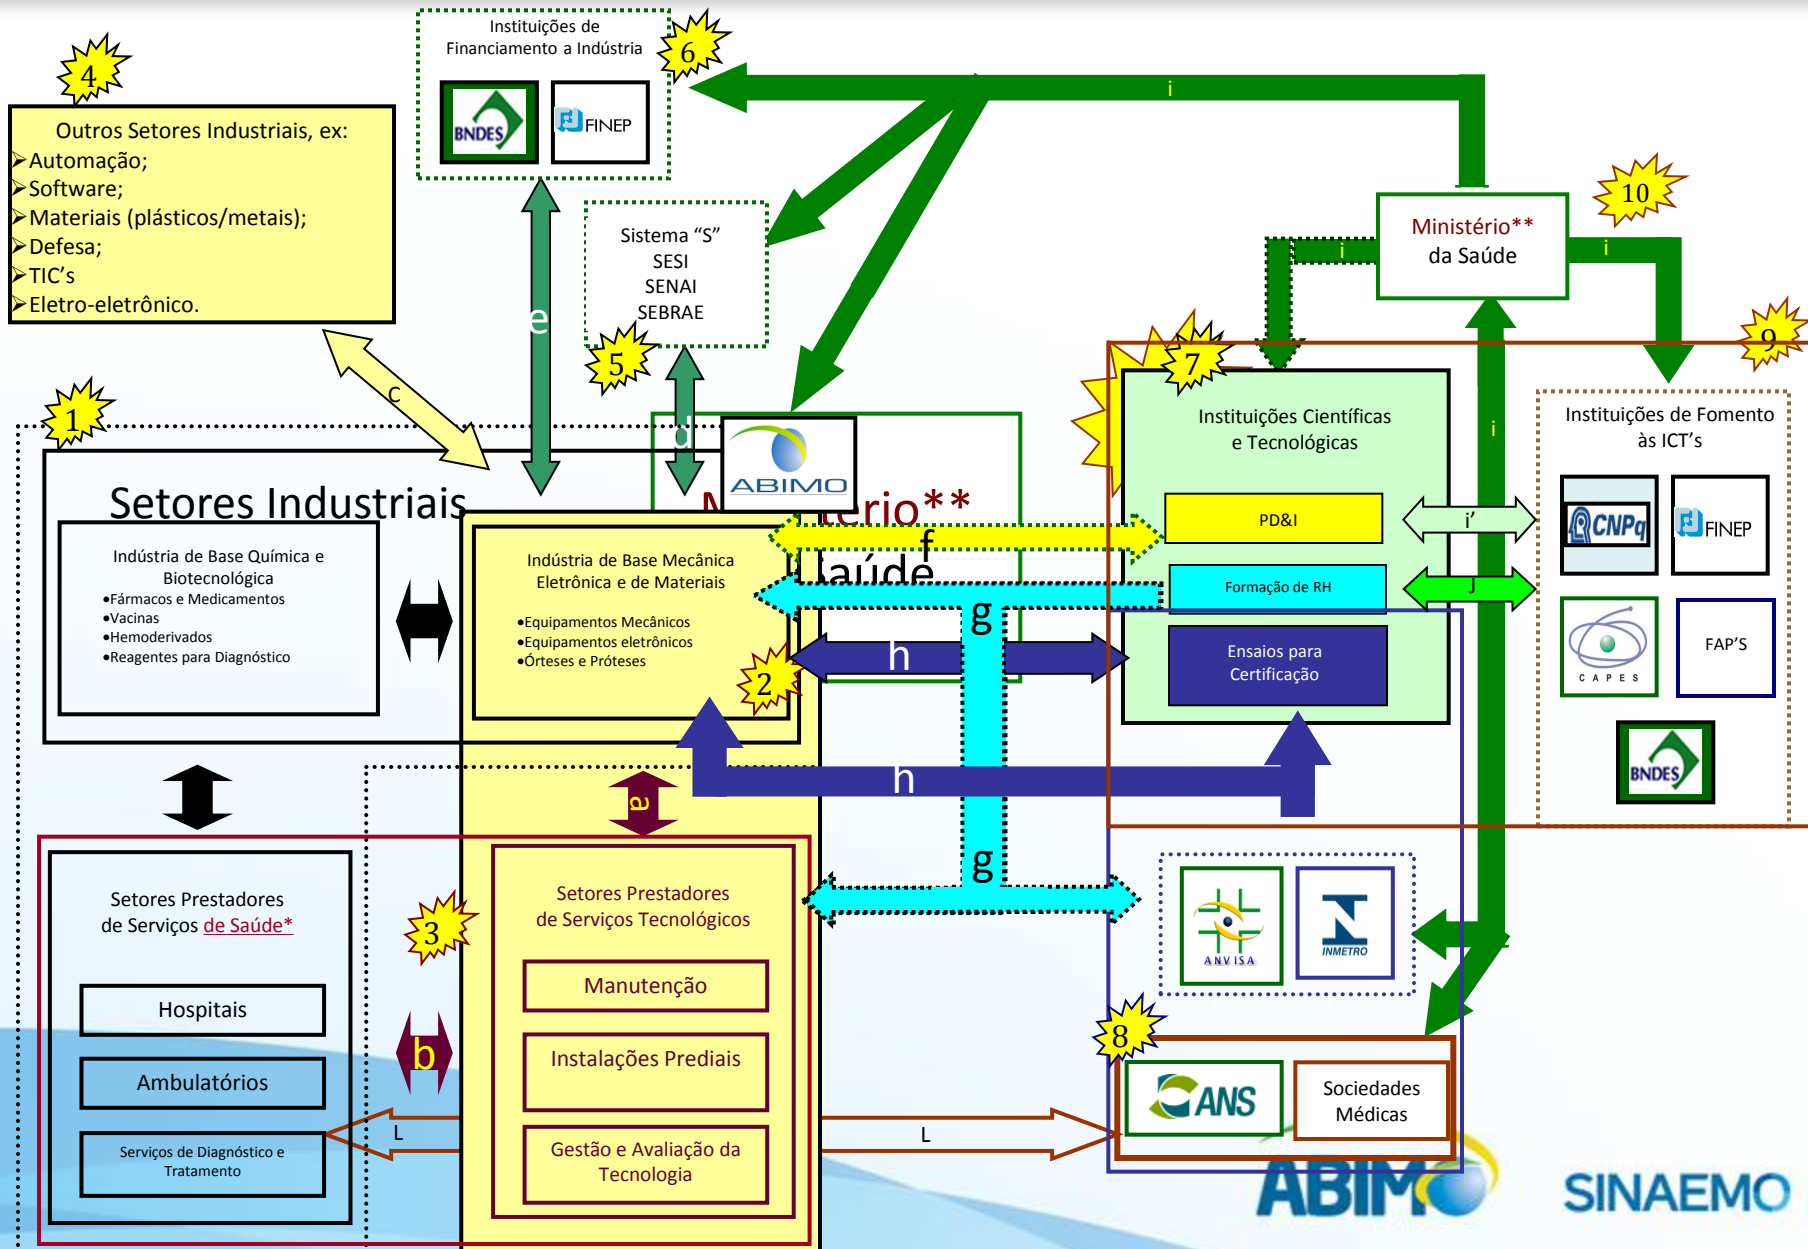 Instituições de
Financiamento a Indústria
6
BNDES
FINEP
4
Outros Setores Industriais, ex:
➢Automação;
➢Software;
➢Materiais (plásticos/metais);
➢Defesa;
➢TIC's
➢Eletro-eletrônico.
Sistema “S”
SESI
SENAI
SEBRAE
5
i
10
Ministério**
da Saúde
i
i
i
9
7
Instituições Científicas
e Tecnológicas
PD&I
Formação de RH
Ensaios para
Certificação
i’
J
Instituições de Fomento
às ICT’s
CNPq
FINEP
CAPES
FAP’S
BNDES
c
e
d
1
ABIMO
Setores Industriais
Indústria de Base Química e
Biotecnológica
•Fármacos e Medicamentos
•Vacinas
•Hemoderivados
•Reagentes para Diagnóstico
Indústria de Base Mecânica
Eletrônica e de Materiais
•Equipamentos Mecânicos
•Equipamentos eletrônicos
•Órteses e Próteses
2
f
g
h
h
g
a
Setores Prestadores
de Serviços de Saúde*
Hospitais
Ambulatórios
Serviços de Diagnóstico e
Tratamento
3
b
L
Setores Prestadores
de Serviços Tecnológicos
Manutenção
Instalações Prediais
Gestão e Avaliação da
Tecnologia
L
ANVISA
INMETRO
8
ANS
Sociedades
Médicas
ABIMO
SINAEMO